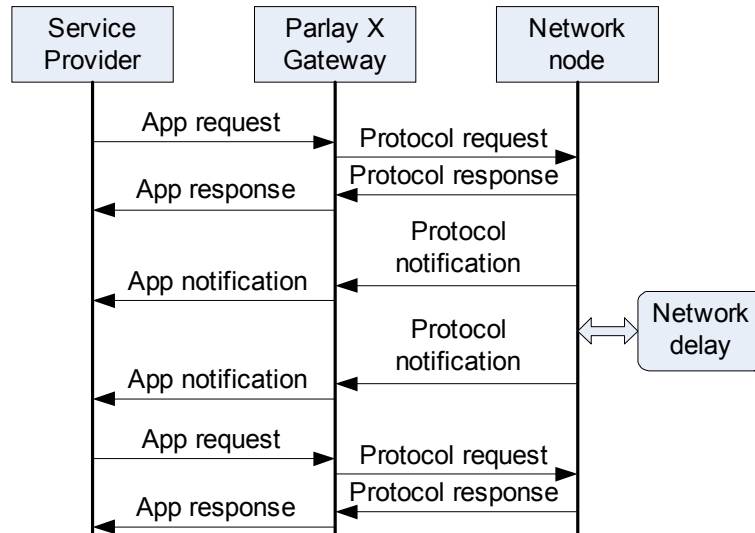 Service
Provider
Parlay X
Gateway
Network
node
App request
Protocol request
Protocol response
App response
Protocol
notification
App notification
Network
delay
Protocol
notification
App notification
App request
Protocol request
Protocol response
App response